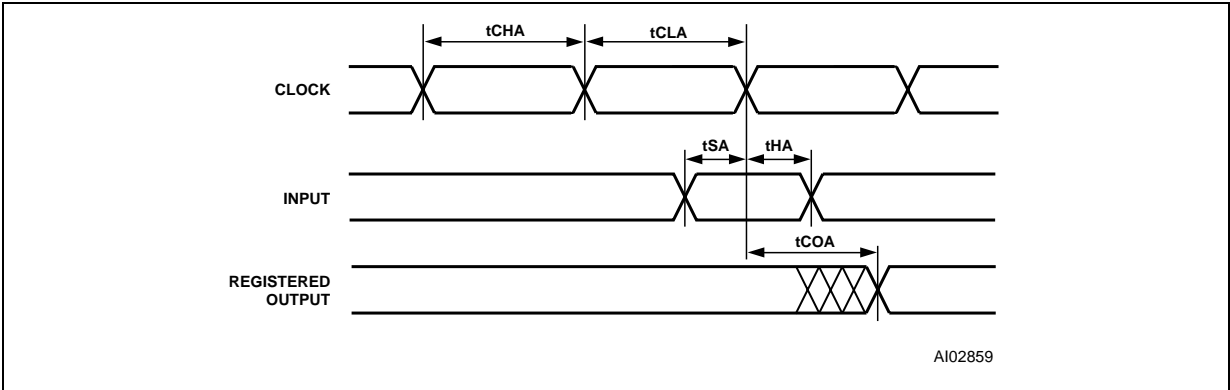 tCHA tCLA
CLOCK
tSA tHA
INPUT
tCOA
REGISTERED
OUTPUT
AI02859